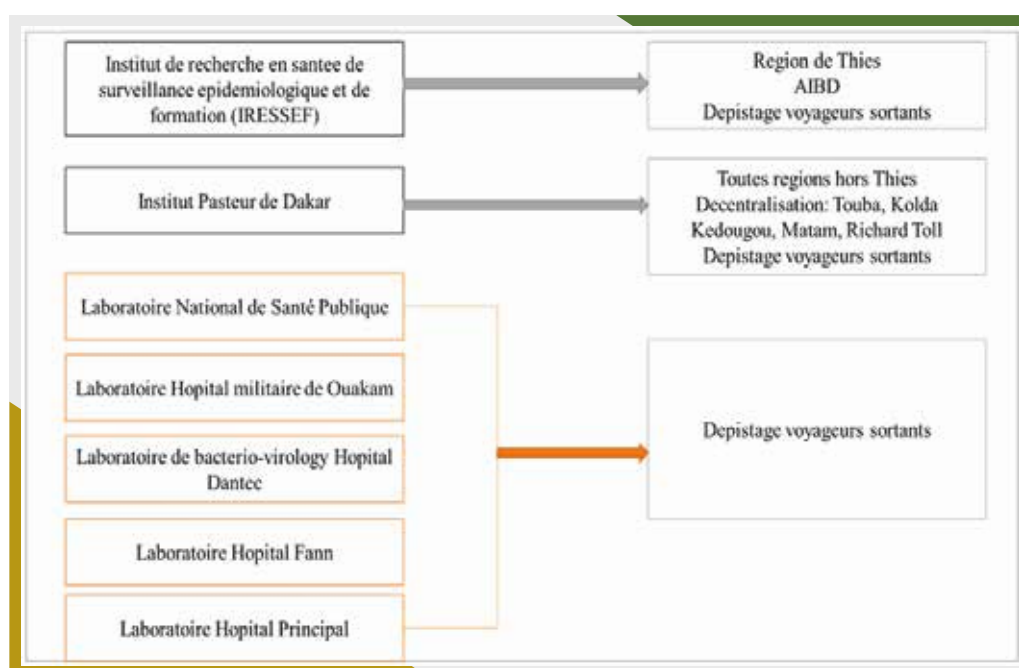 Institut de recherche en santee de
surveillance epidemiologique et de
formation (IRESSEF)
Region de Thies
AIBD
Depistage voyageurs sortants
Institut Pasteur de Dakar
Toutes regions hors Thies
Decentralisation: Touba, Kolda
Kedougou, Matam, Richard Toll
Depistage voyageurs sortants
Laboratoire National de Santé Publique
Laboratoire Hopital militaire de Ouakam
Laboratoire de bacterio-virology Hopital
Dantec
Laboratoire Hopital Fann
Laboratoire Hopital Principal
Depistage voyageurs sortants